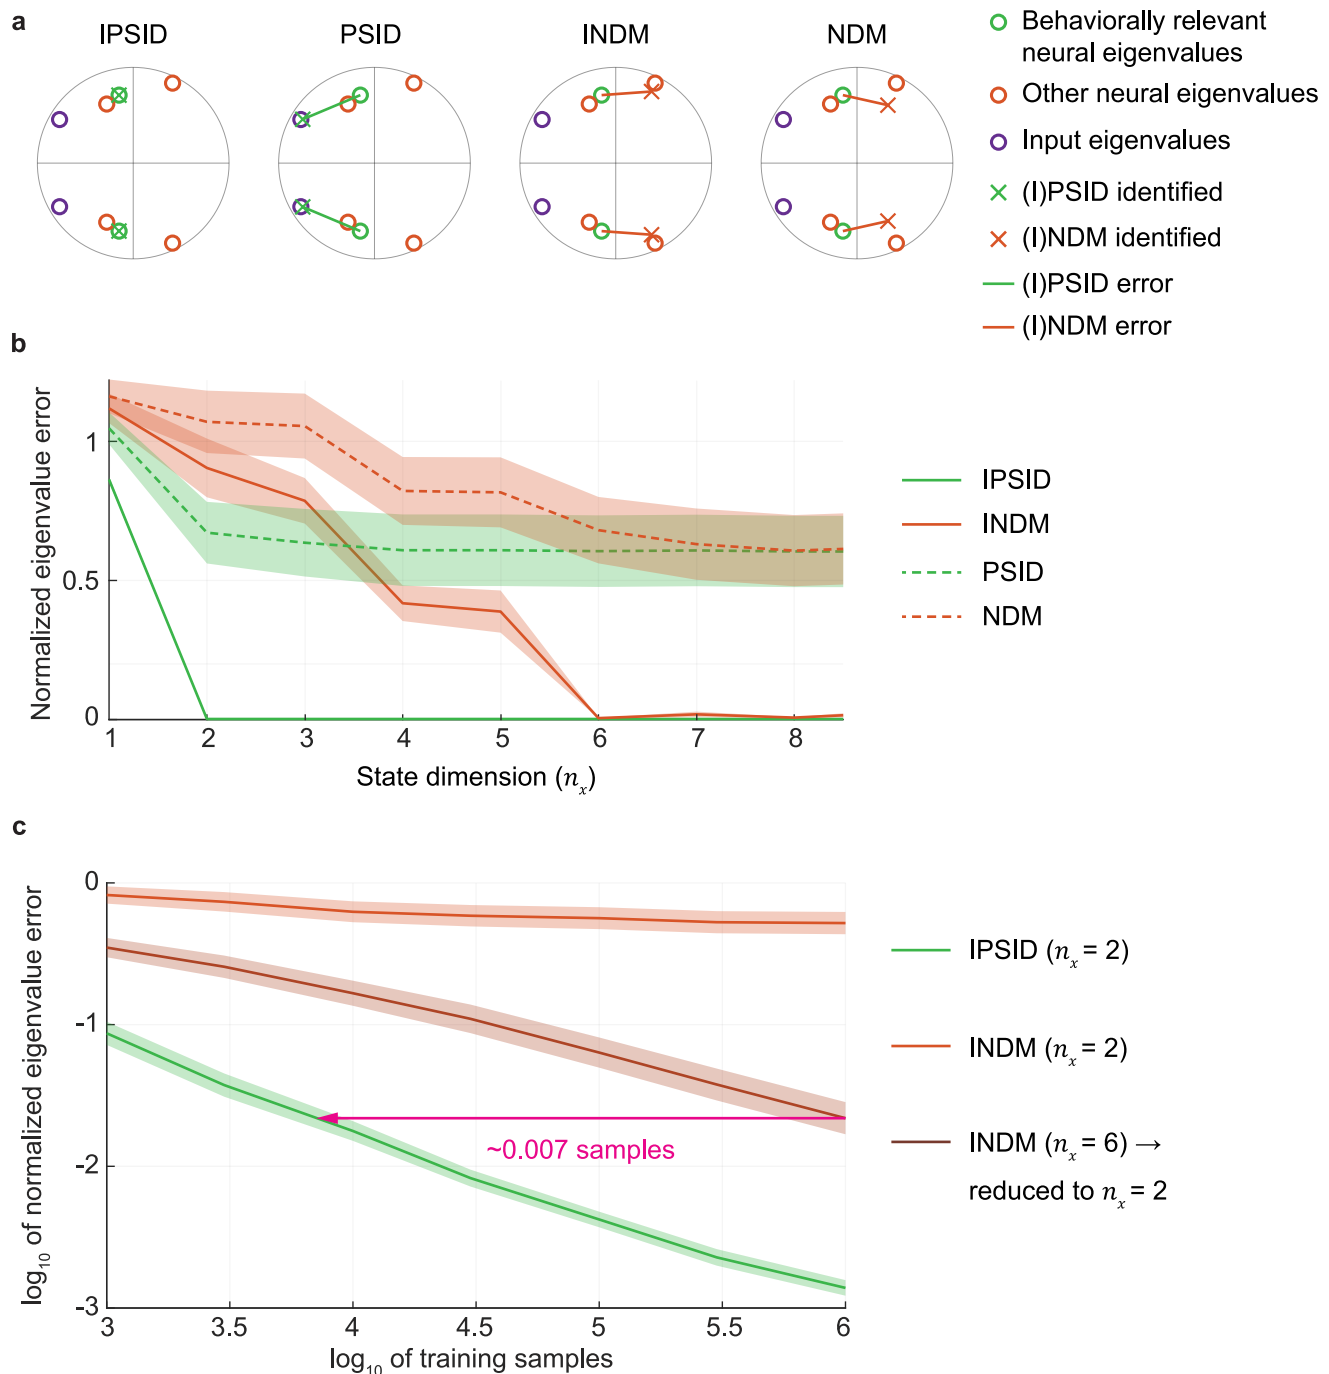 a
IPSID
PSID
INDM
NDM
Behaviorally relevant
neural eigenvalues
Other neural eigenvalues
Input eigenvalues
(I)PSID identified
(I)NDM identified
(I)PSID error
(I)NDM error
b
Normalized eigenvalue error
1
0.5
0
1
2
3
4
5
6
7
8
State dimension (nₓ)
IPSID
INDM
PSID
NDM
c
log₁₀ of normalized eigenvalue error
0
-1
-2
-3
~0.007 samples
3
3.5
4
4.5
5
5.5
6
log₁₀ of training samples
IPSID (nₓ = 2)
INDM (nₓ = 2)
INDM (nₓ = 6) →
reduced to nₓ = 2